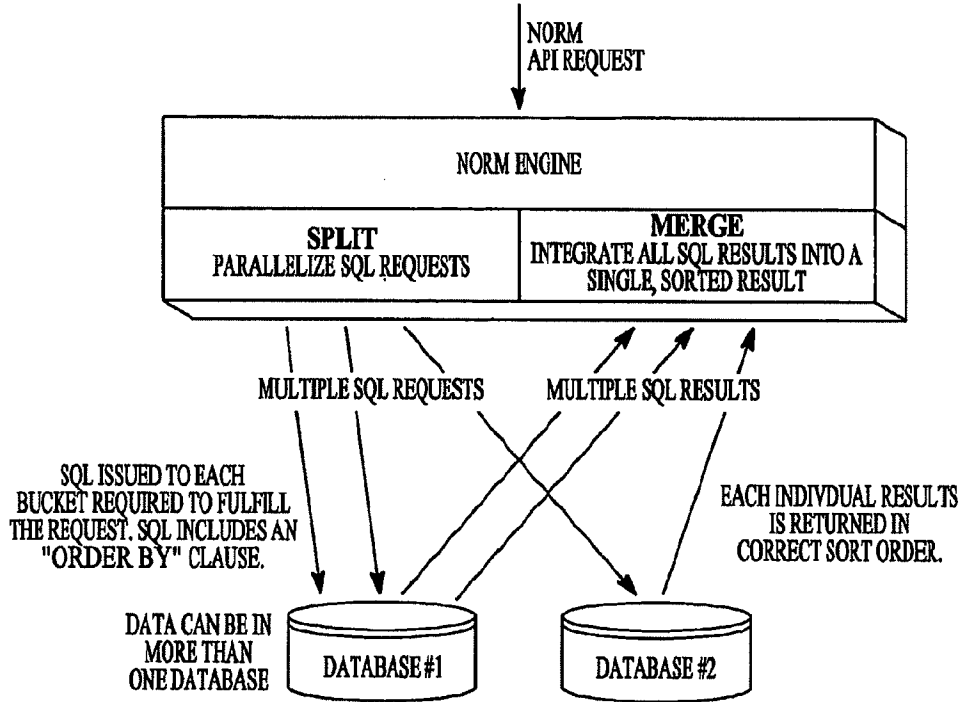 NORM
API REQUEST
NORM ENGINE
SPLIT
PARALLELIZE SQL REQUESTS
MERGE
INTEGRATE ALL SQL RESULTS INTO A
SINGLE, SORTED RESULT
MULTIPLE SQL REQUESTS
MULTIPLE SQL RESULTS
SQL ISSUED TO EACH
BUCKET REQUIRED TO FULFILL
THE REQUEST. SQL INCLUDES AN
"ORDER BY" CLAUSE.
EACH INDIVDUAL RESULTS
IS RETURNED IN
CORRECT SORT ORDER.
DATA CAN BE IN
MORE THAN
ONE DATABASE
DATABASE #1
DATABASE #2